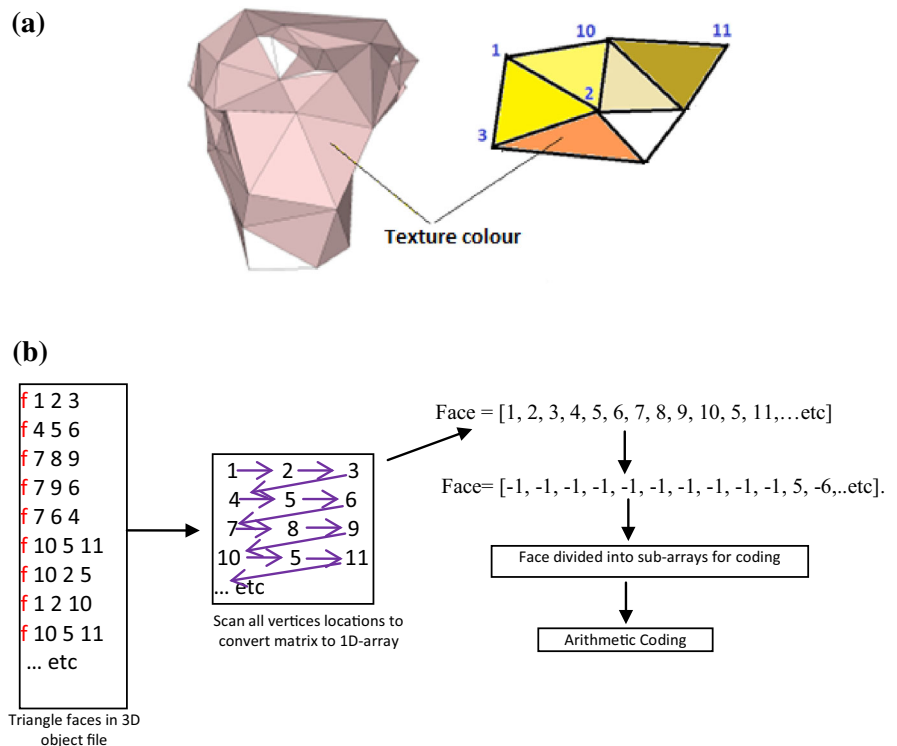 (a)
1
10
11
2
3
Texture colour
(b)
f 1 2 3
f 4 5 6
f 7 8 9
f 7 9 6
f 7 6 4
f 10 5 11
f 10 2 5
f 1 2 10
f 10 5 11
... etc
Triangle faces in 3D
object file
1 2 3
4 5 6
7 8 9
10 5 11
... etc
Scan all vertices locations to
convert matrix to 1D-array
Face = [1, 2, 3, 4, 5, 6, 7, 8, 9, 10, 5, 11,…etc]
Face= [-1, -1, -1, -1, -1, -1, -1, -1, -1, -1, 5, -6,..etc].
Face divided into sub-arrays for coding
Arithmetic Coding